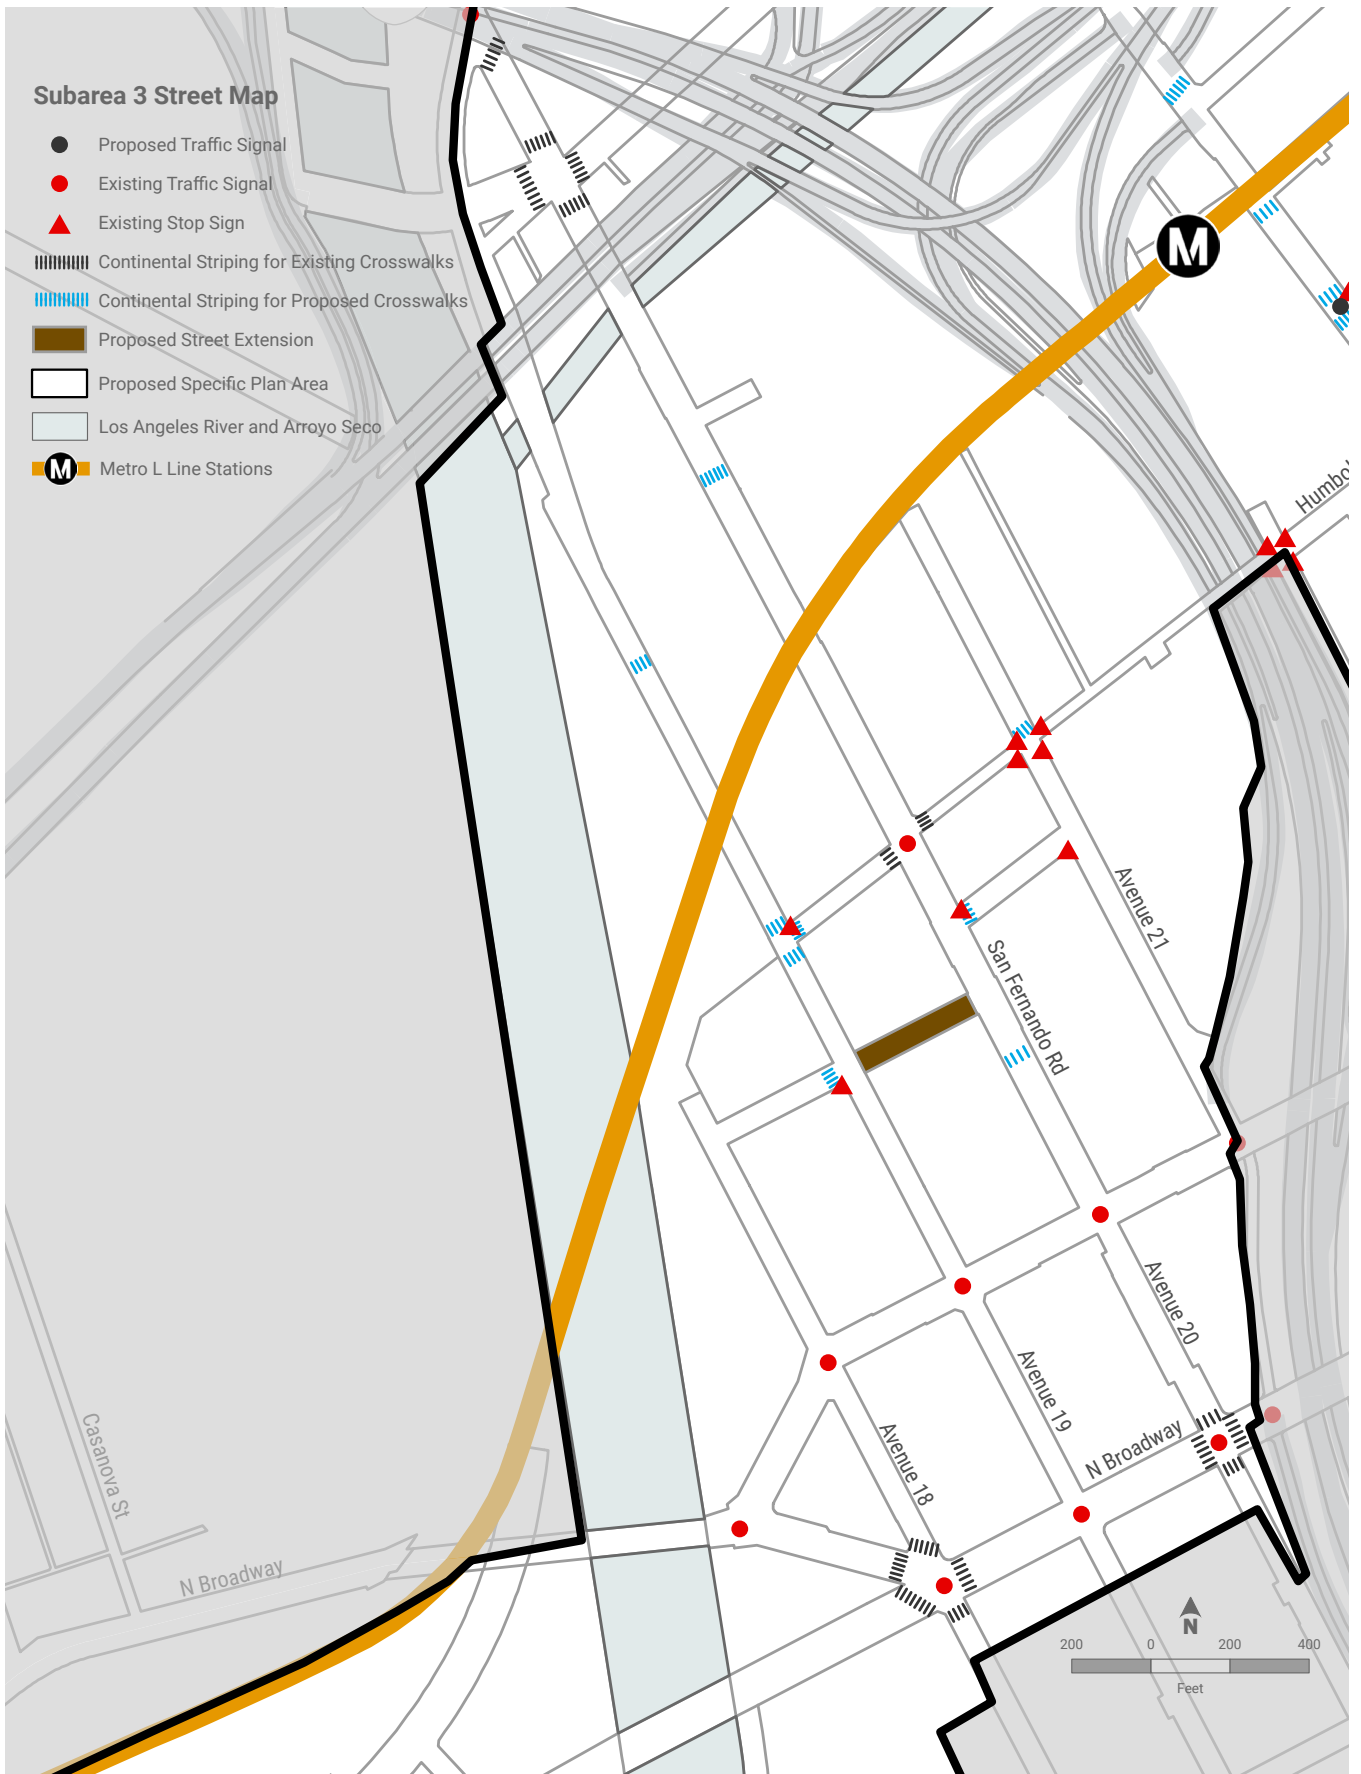 Subarea 3 Street Map
Proposed Traffic Signal
Existing Traffic Signal
Existing Stop Sign
Continental Striping for Existing Crosswalks
Continental Striping for Proposed Crosswalks
Proposed Street Extension
Proposed Specific Plan Area
Los Angeles River and Arroyo Seco
M Metro L Line Stations
M
Humbol
Avenue 21
San Fernando Rd
Avenue 20
Avenue 19
Avenue 18
N Broadway
Casanova St
N Broadway
N
200 0 200 400
Feet